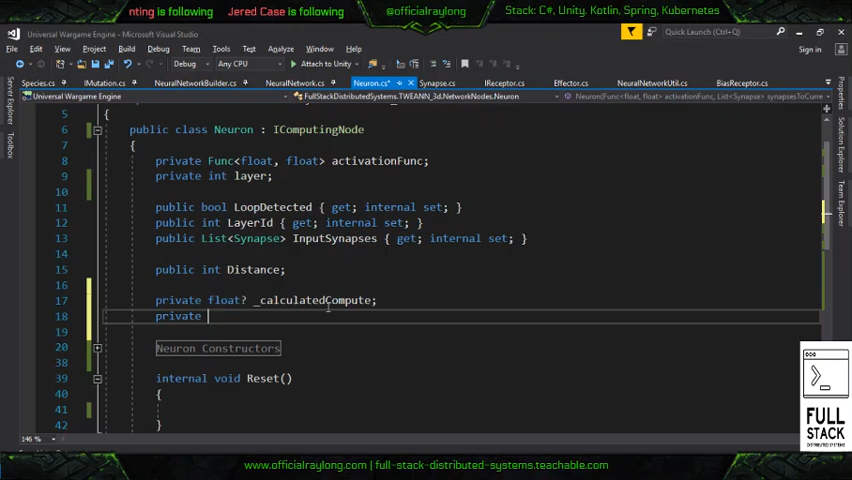 nting is following Jered Case is following @officialraylong Stack: C#, Unity, Kotlin, Spring, Kubernetes
Universal Wargame Engine - Microsoft Visual Studio Quick Launch (Ctrl+Q)
File Edit View Project Build Debug Team Tools Test Analyze Window Help Sign in
Debug Any CPU Attach to Unity
Species.cs IMutation.cs NeuralNetworkBuilder.cs NeuralNetwork.cs Neuron.cs* Synapse.cs IReceptor.cs Effector.cs NeuralNetworkUtil.cs BiasReceptor.cs
Universal Wargame Engine FullStackDistributedSystems.TWEANN_3d.NetworkNodes.Neuron Neuron(Func<float, float> activationFunc, List<Synapse> synapsesToCurre
Server Explorer
Toolbox
Solution Explorer
Team Explorer
5 {
6 public class Neuron : IComputingNode
7 {
8 private Func<float, float> activationFunc;
9 private int layer;
10
11 public bool LoopDetected { get; internal set; }
12 public int LayerId { get; internal set; }
13 public List<Synapse> InputSynapses { get; internal set; }
14
15 public int Distance;
16
17 private float? _calculatedCompute;
18 private
19
20 Neuron Constructors
38
39 internal void Reset()
40 {
41
42 }
146 %
FULL
STACK
DISTRIBUTED
SYSTEMS
www.officialraylong.com | full-stack-distributed-systems.teachable.com